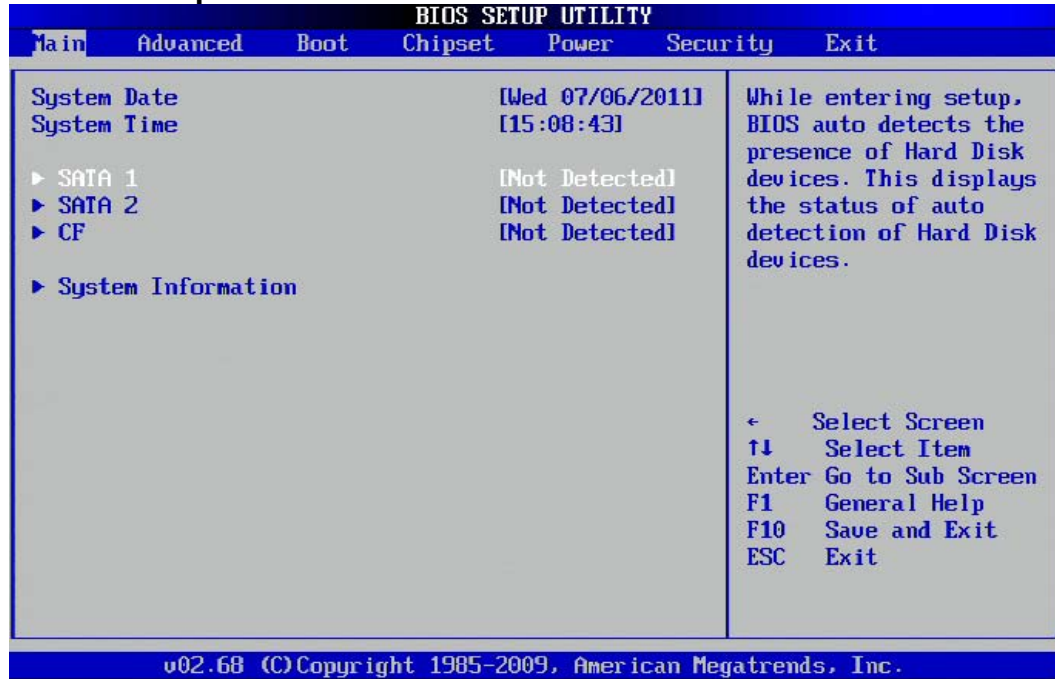 BIOS SETUP UTILITY
Main Advanced Boot Chipset Power Security Exit
System Date [Wed 07/06/2011]
System Time [15:08:43]
▶ SATA 1 [Not Detected]
▶ SATA 2 [Not Detected]
▶ CF [Not Detected]
▶ System Information
While entering setup,
BIOS auto detects the
presence of Hard Disk
devices. This displays
the status of auto
detection of Hard Disk
devices.
← Select Screen
↑↓ Select Item
Enter Go to Sub Screen
F1 General Help
F10 Save and Exit
ESC Exit
v02.68 (C)Copyright 1985-2009, American Megatrends, Inc.